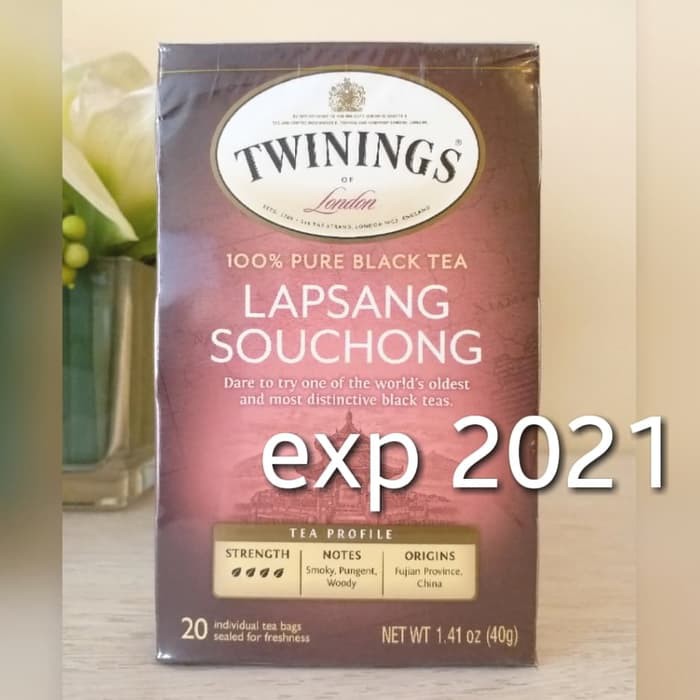 TWININGS®
OF
London
100% PURE BLACK TEA
LAPSANG
SOUCHONG
Dare to try one of the world's oldest
and most distinctive black teas.
exp 2021
TEA PROFILE
STRENGTH
NOTES
Smoky, Pungent,
Woody
ORIGINS
Fujian Province,
China
20 individual tea bags
sealed for freshness
NET WT 1.41 oz (40g)